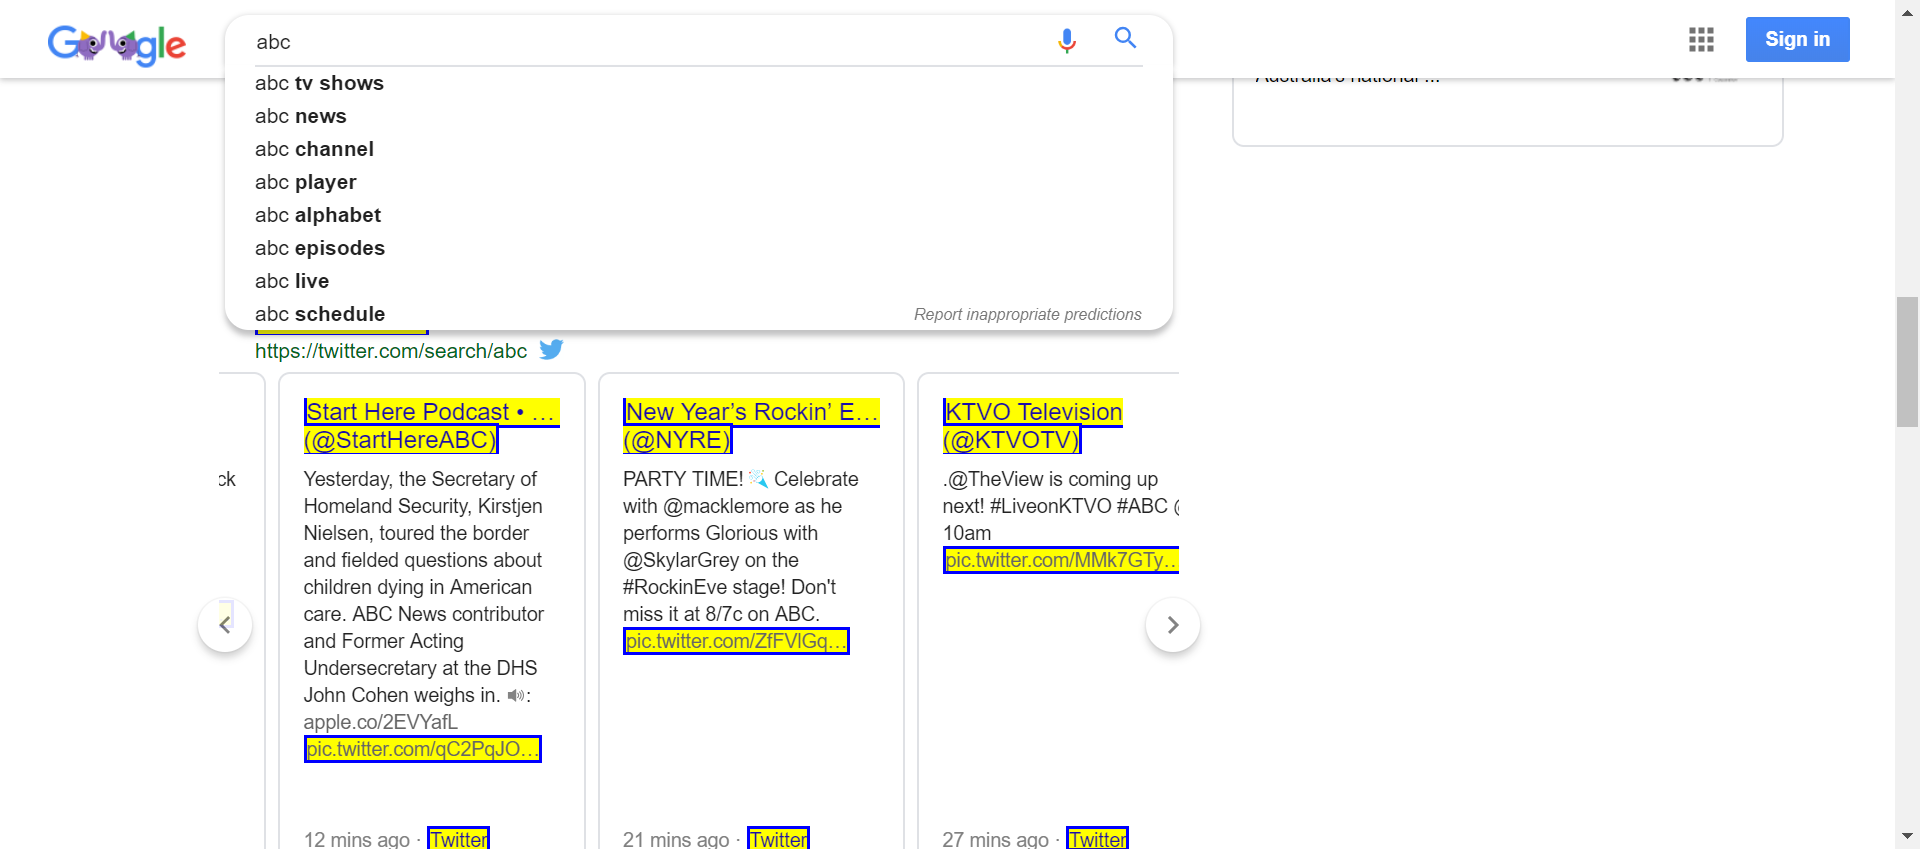 Google
abc
Sign in
abc tv shows
abc news
abc channel
abc player
abc alphabet
abc episodes
abc live
abc schedule
Report inappropriate predictions
Australia's national ...
https://twitter.com/search/abc
ck
Start Here Podcast • …
(@StartHereABC)
Yesterday, the Secretary of
Homeland Security, Kirstjen
Nielsen, toured the border
and fielded questions about
children dying in American
care. ABC News contributor
and Former Acting
Undersecretary at the DHS
John Cohen weighs in. 🔊:
apple.co/2EVYafL
pic.twitter.com/qC2PqJO…
12 mins ago · Twitter
New Year’s Rockin’ E…
(@NYRE)
PARTY TIME! 🎉 Celebrate
with @macklemore as he
performs Glorious with
@SkylarGrey on the
#RockinEve stage! Don't
miss it at 8/7c on ABC.
pic.twitter.com/ZfFVlGq…
21 mins ago · Twitter
KTVO Television
(@KTVOTV)
.@TheView is coming up
next! #LiveonKTVO #ABC @
10am
pic.twitter.com/MMk7GTy…
27 mins ago · Twitter